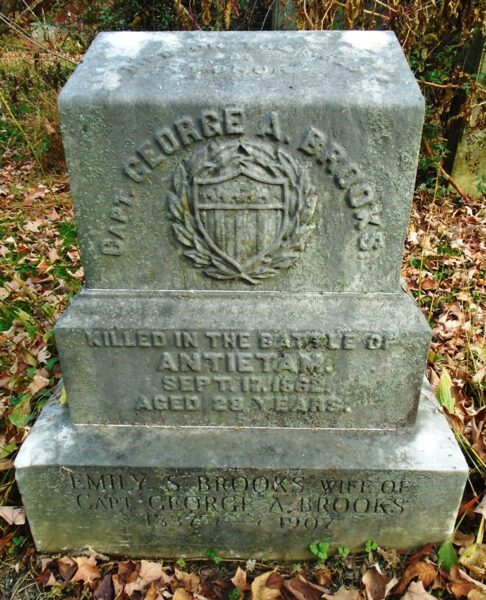 CAPT. GEORGE A. BROOKS.
KILLED IN THE BATTLE OF
ANTIETAM.
SEPT. 17, 1862.
AGED 28 YEARS.
EMILY S. BROOKS WIFE OF
CAPT. GEORGE A. BROOKS
1837 – 1907